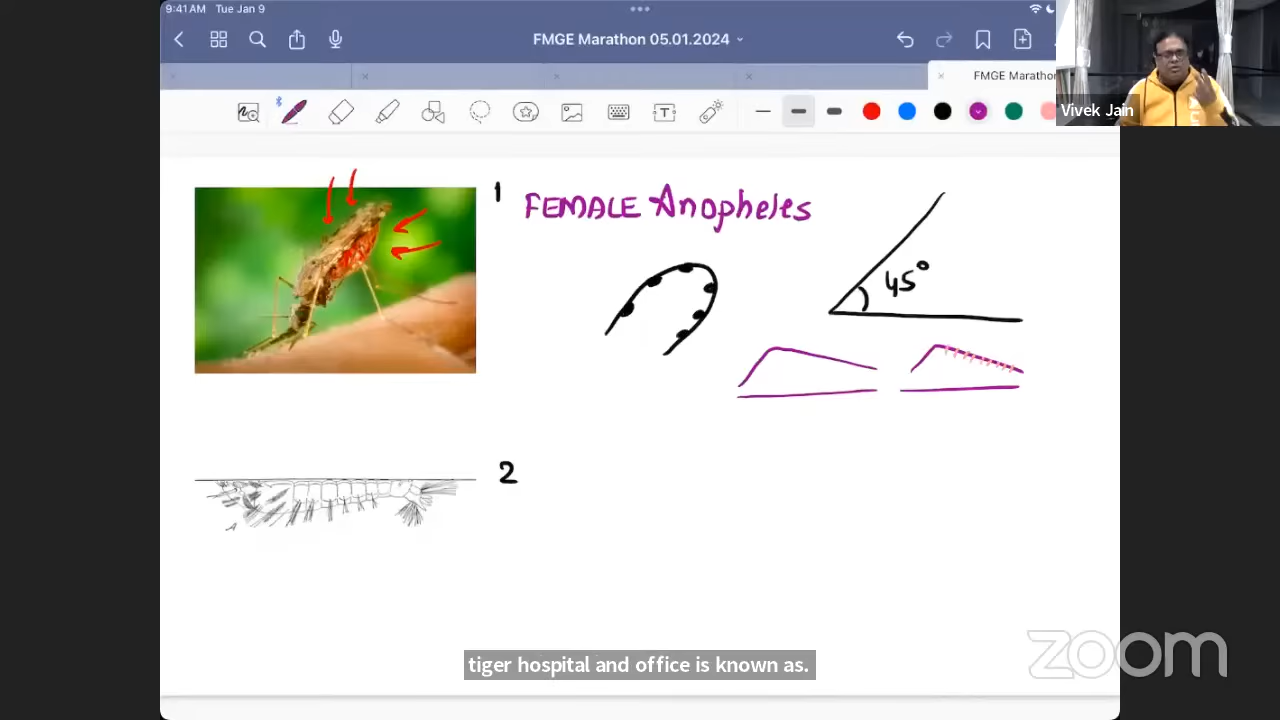 9:41 AM Tue Jan 9
FMGE Marathon 05.01.2024
FMGE Marathon
Vivek Jain
T
1
FEMALE Anopheles
45°
2
A
tiger hospital and office is known as.
zoom